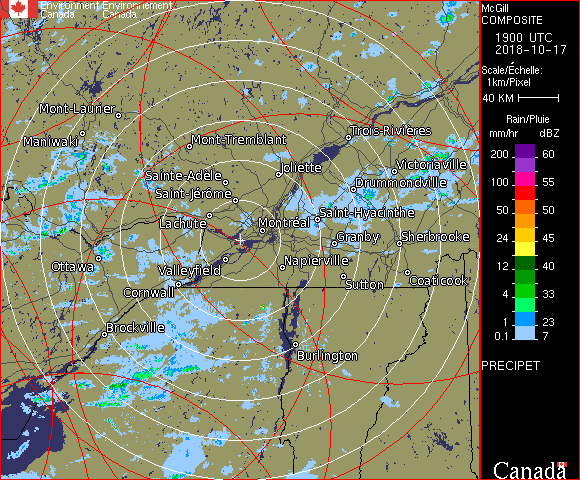 Environment Environnement
Canada Canada
McGill
COMPOSITE
1900 UTC
2018-10-17
Scale/Échelle:
1km/Pixel
40 KM
Rain/Pluie
mm/hr dBZ
200 60
100 55
50 50
24 45
12 40
4 33
1 23
0.1 7
PRECIPET
Canada
Mont-Laurier
Maniwaki
Mont-Tremblant
Trois-Rivières
Joliette
Victoriaville
Sainte-Adèle
Drummondville
Saint-Jérôme
Saint-Hyacinthe
Lachute
Montréal
Granby
Sherbrooke
Ottawa
Valleyfield
Napierville
Sutton
Coaticook
Cornwall
Brockville
Burlington